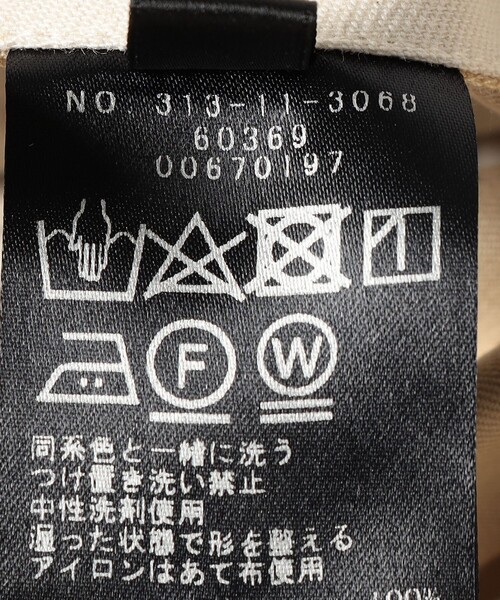 NO. 313-11-3068
60369
00670197
F W
同系色と一緒に洗う
つけ置き洗い禁止
中性洗剤使用
湿った状態で形を整える
アイロンはあて布使用
100%